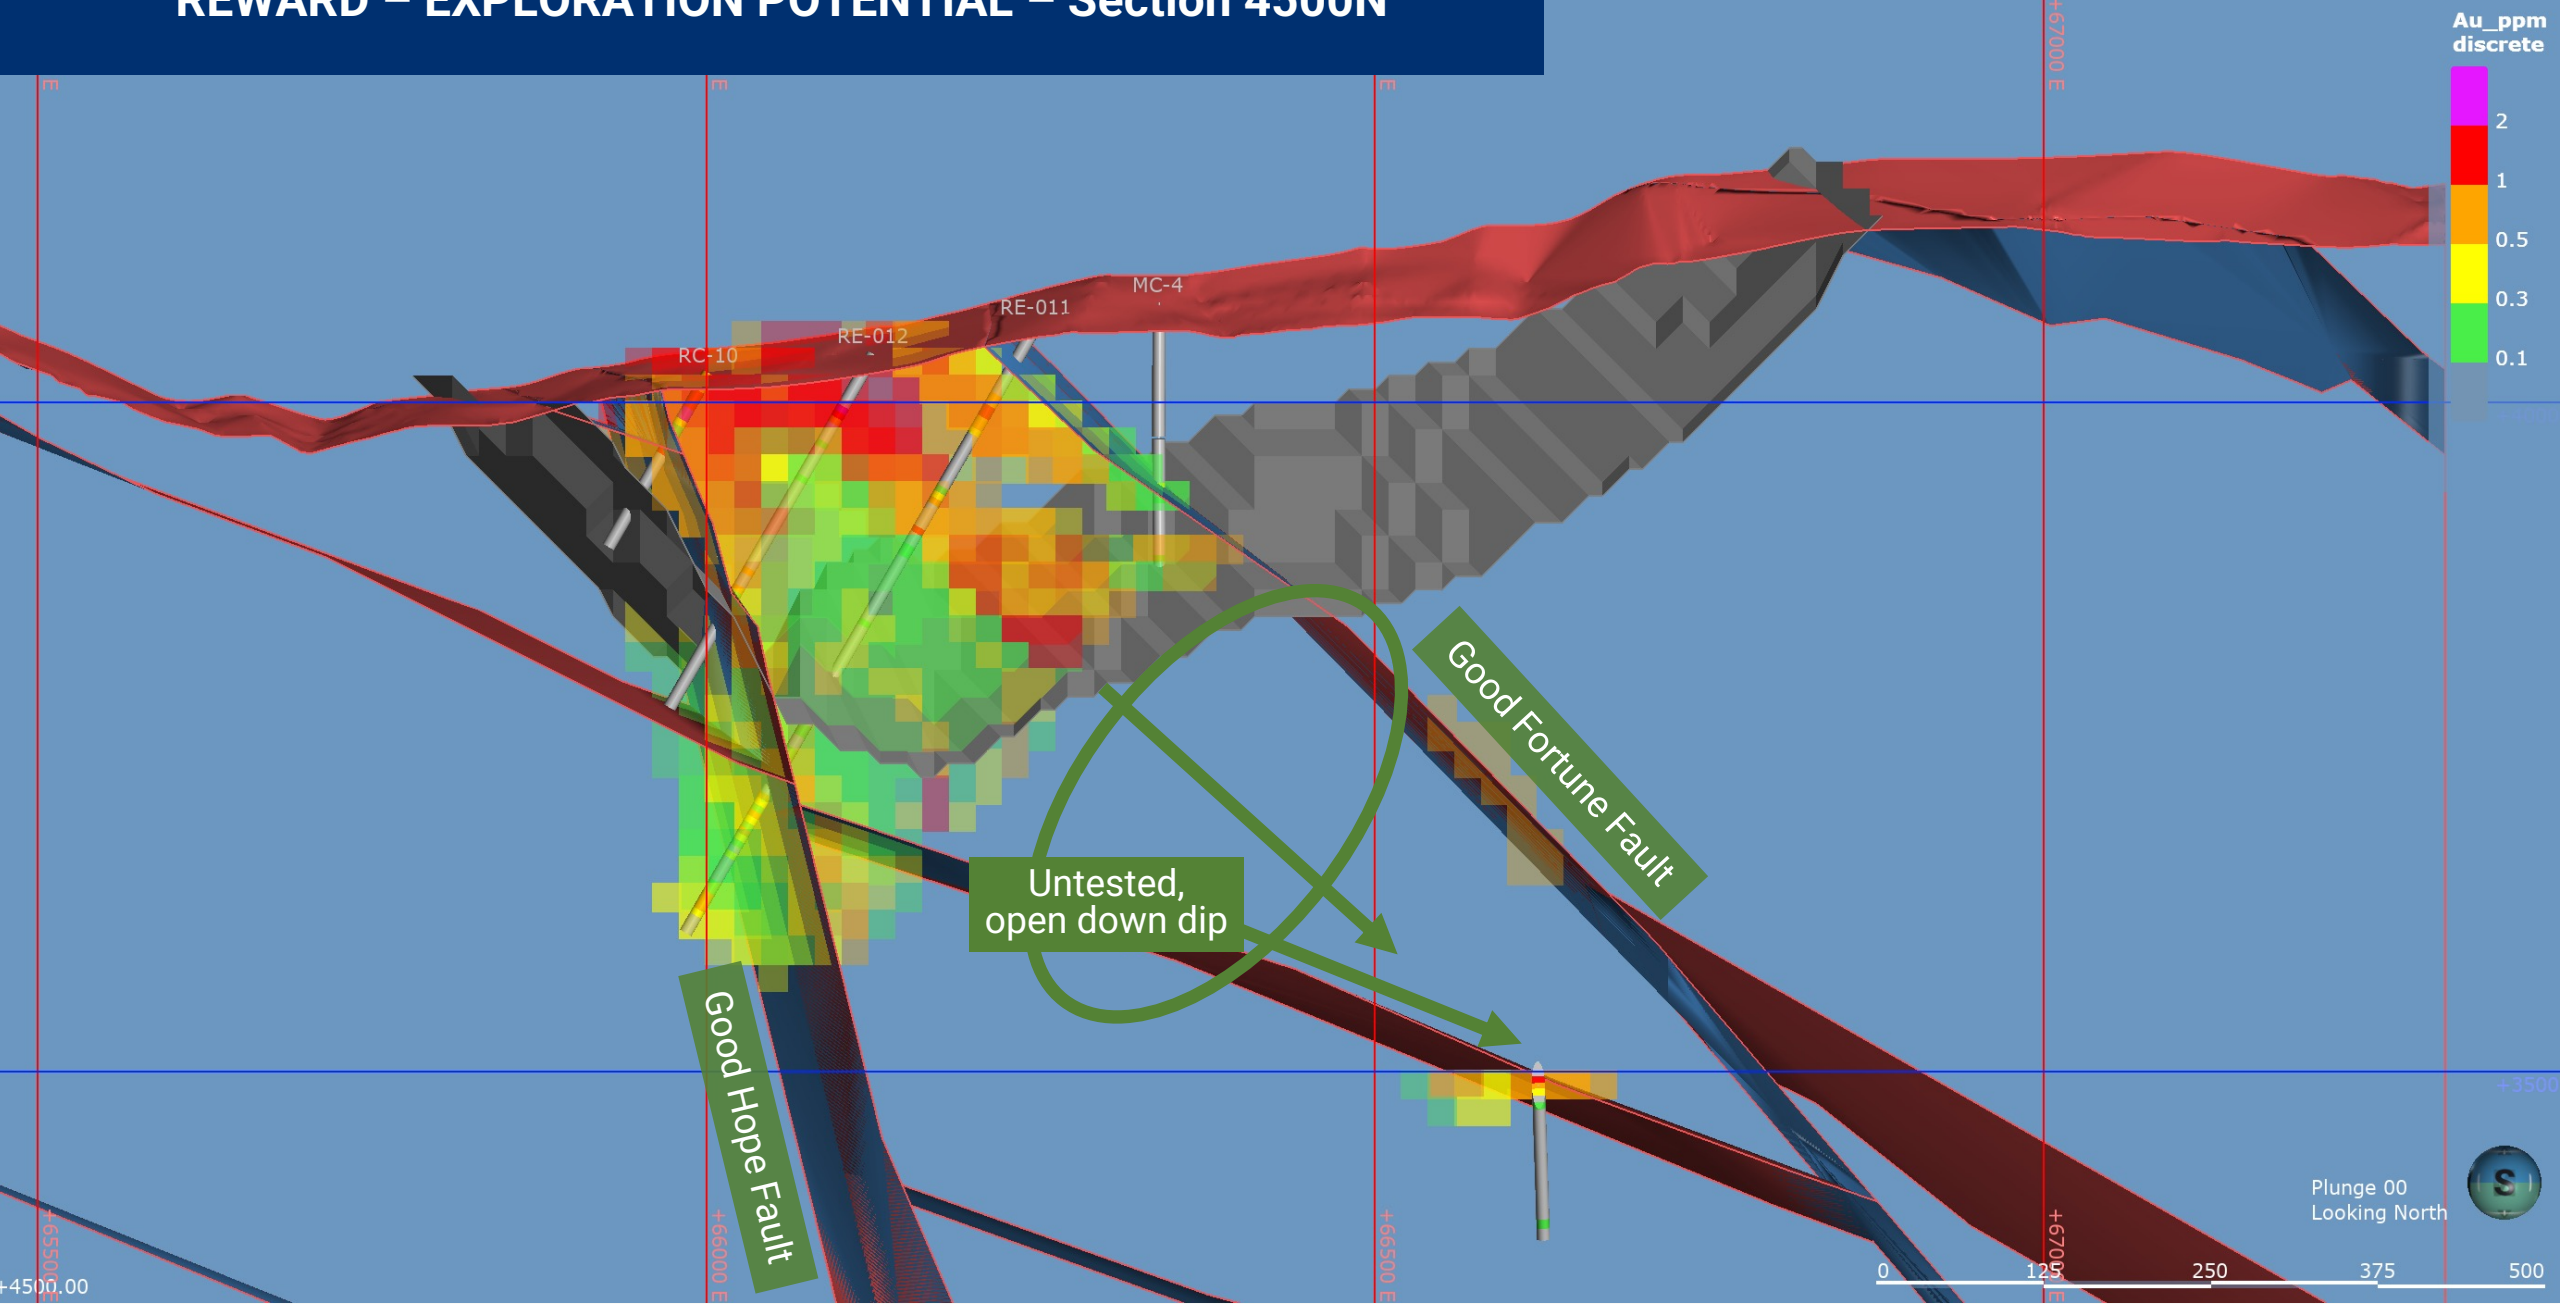 REWARD – EXPLORATION POTENTIAL – Section 4500N
Au_ppm
discrete
2
1
0.5
0.3
0.1
E
E
E
+67000 E
MC-4
RE-011
RE-012
RC-10
Good Fortune Fault
Untested,
open down dip
Good Hope Fault
+3500
Plunge 00
Looking North
S
+65500 E
+66000 E
+66500 E
+67000 E
+4500.00
0 125 250 375 500